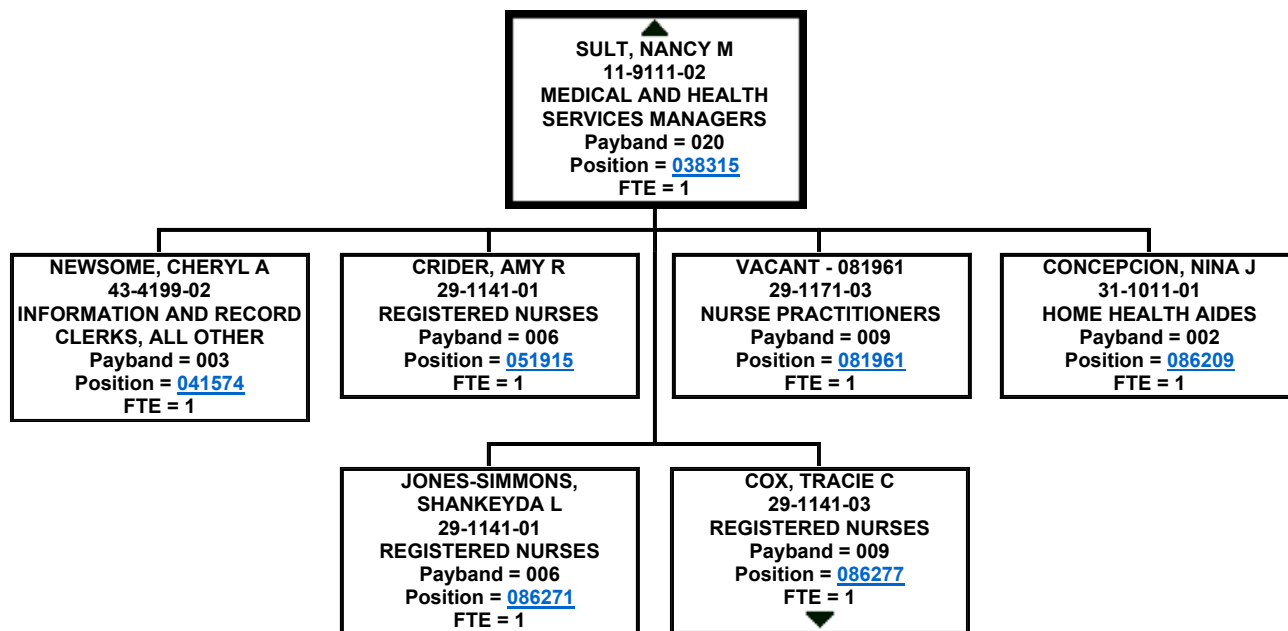 SULT, NANCY M
11-9111-02
MEDICAL AND HEALTH
SERVICES MANAGERS
Payband = 020
Position = 038315
FTE = 1
NEWSOME, CHERYL A
43-4199-02
INFORMATION AND RECORD
CLERKS, ALL OTHER
Payband = 003
Position = 041574
FTE = 1
CRIDER, AMY R
29-1141-01
REGISTERED NURSES
Payband = 006
Position = 051915
FTE = 1
VACANT - 081961
29-1171-03
NURSE PRACTITIONERS
Payband = 009
Position = 081961
FTE = 1
CONCEPCION, NINA J
31-1011-01
HOME HEALTH AIDES
Payband = 002
Position = 086209
FTE = 1
JONES-SIMMONS,
SHANKEYDA L
29-1141-01
REGISTERED NURSES
Payband = 006
Position = 086271
FTE = 1
COX, TRACIE C
29-1141-03
REGISTERED NURSES
Payband = 009
Position = 086277
FTE = 1